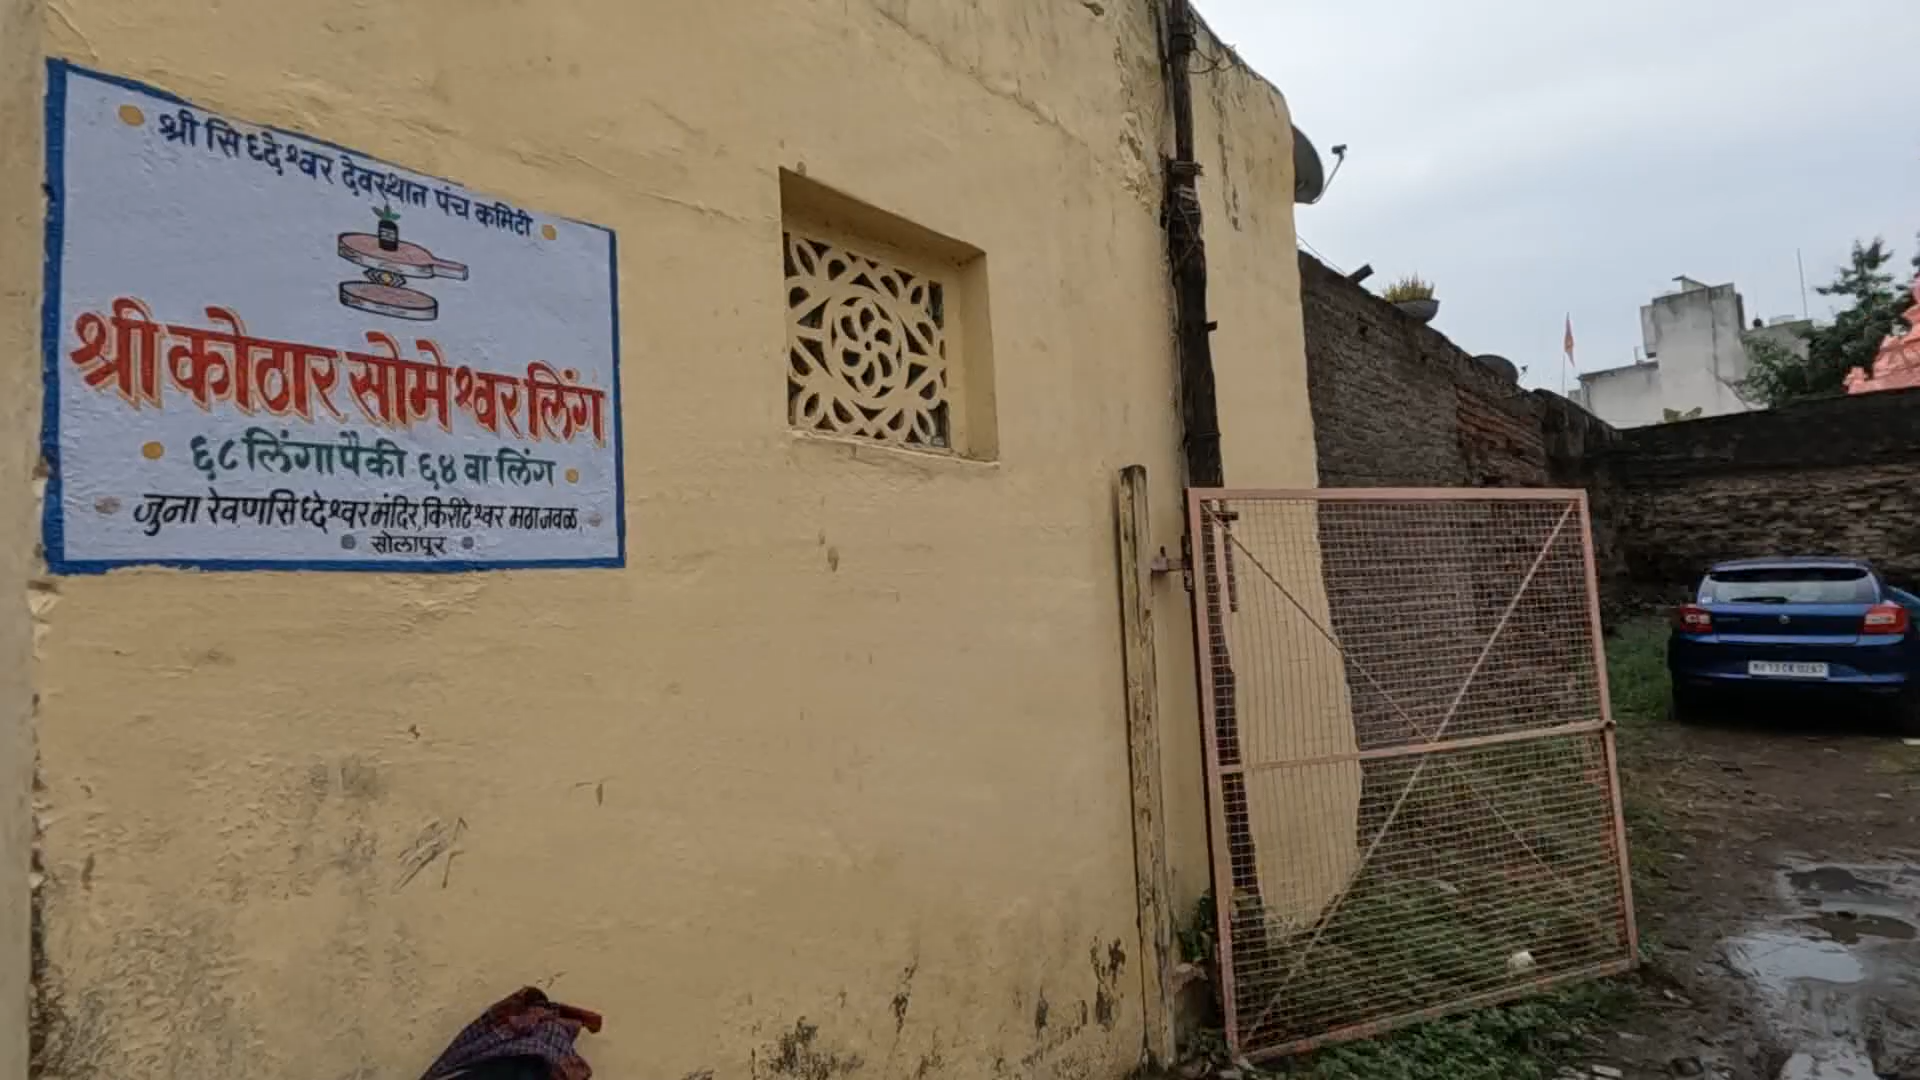 श्री सिध्देश्वर देवस्थान पंच कमिटी
श्री कोठार सोमेश्वर लिंग
६८ लिंगापैकी ६४ वा लिंग
जुना रेवणसिध्देश्वर मंदिर, किरीटेश्वर मठाजवळ,
सोलापूर